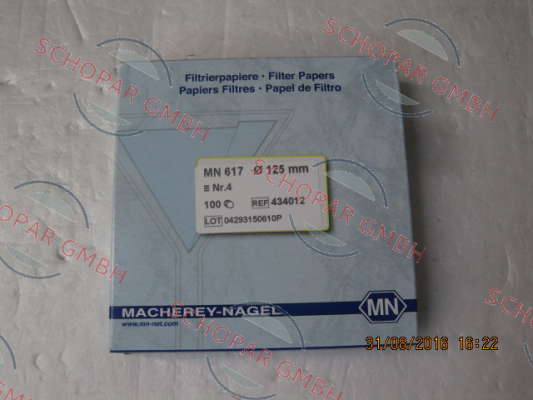 Filtrierpapiere · Filter Papers
Papiers Filtres · Papel de Filtro
MN 617 Ø 125 mm
≡ Nr.4
100
REF 434012
LOT 04293150610P
MACHEREY-NAGEL
www.mn-net.com
MN
31/08/2016 16:22
SCHOPAR GMBH
SCHOPAR GMBH
SCHOPAR GMBH
SCHOPAR GMBH
SCHOPAR GMBH
SCHOPAR GMBH
SCHOPAR GMBH